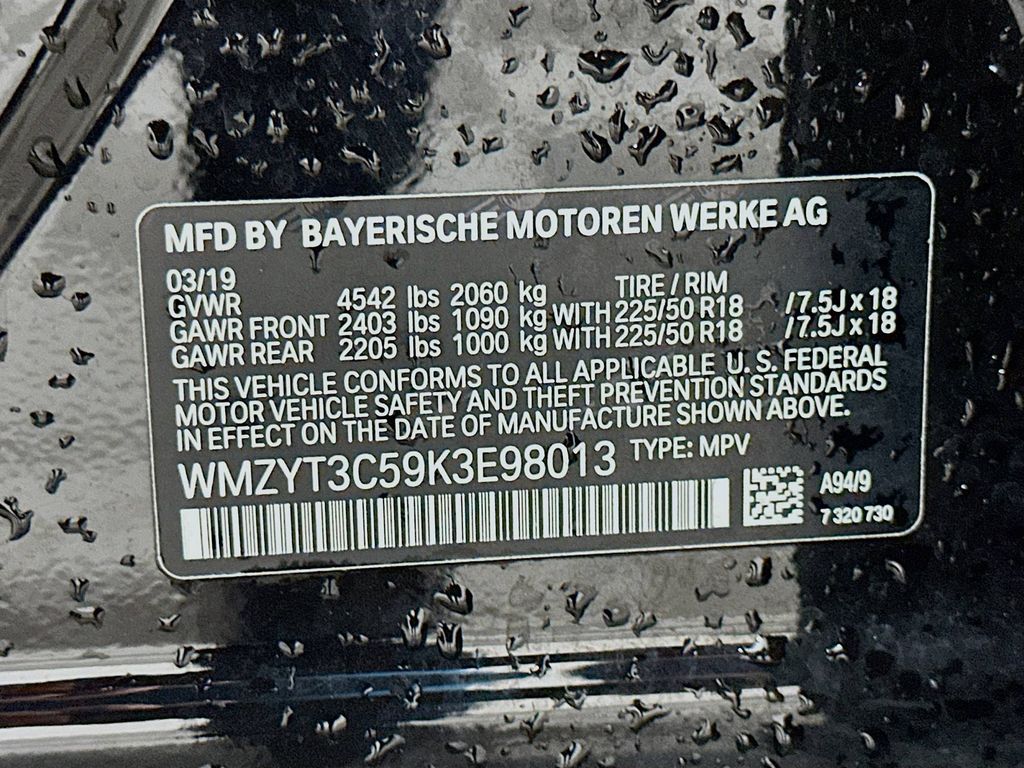 MFD BY BAYERISCHE MOTOREN WERKE AG
03/19 TIRE / RIM
GVWR 4542 lbs 2060 kg
GAWR FRONT 2403 lbs 1090 kg WITH 225/50 R18 /7.5J x 18
GAWR REAR 2205 lbs 1000 kg WITH 225/50 R18 /7.5J x 18
THIS VEHICLE CONFORMS TO ALL APPLICABLE U. S. FEDERAL
MOTOR VEHICLE SAFETY AND THEFT PREVENTION STANDARDS
IN EFFECT ON THE DATE OF MANUFACTURE SHOWN ABOVE.
WMZYT3C59K3E98013 TYPE: MPV
A94/9
7 320 730